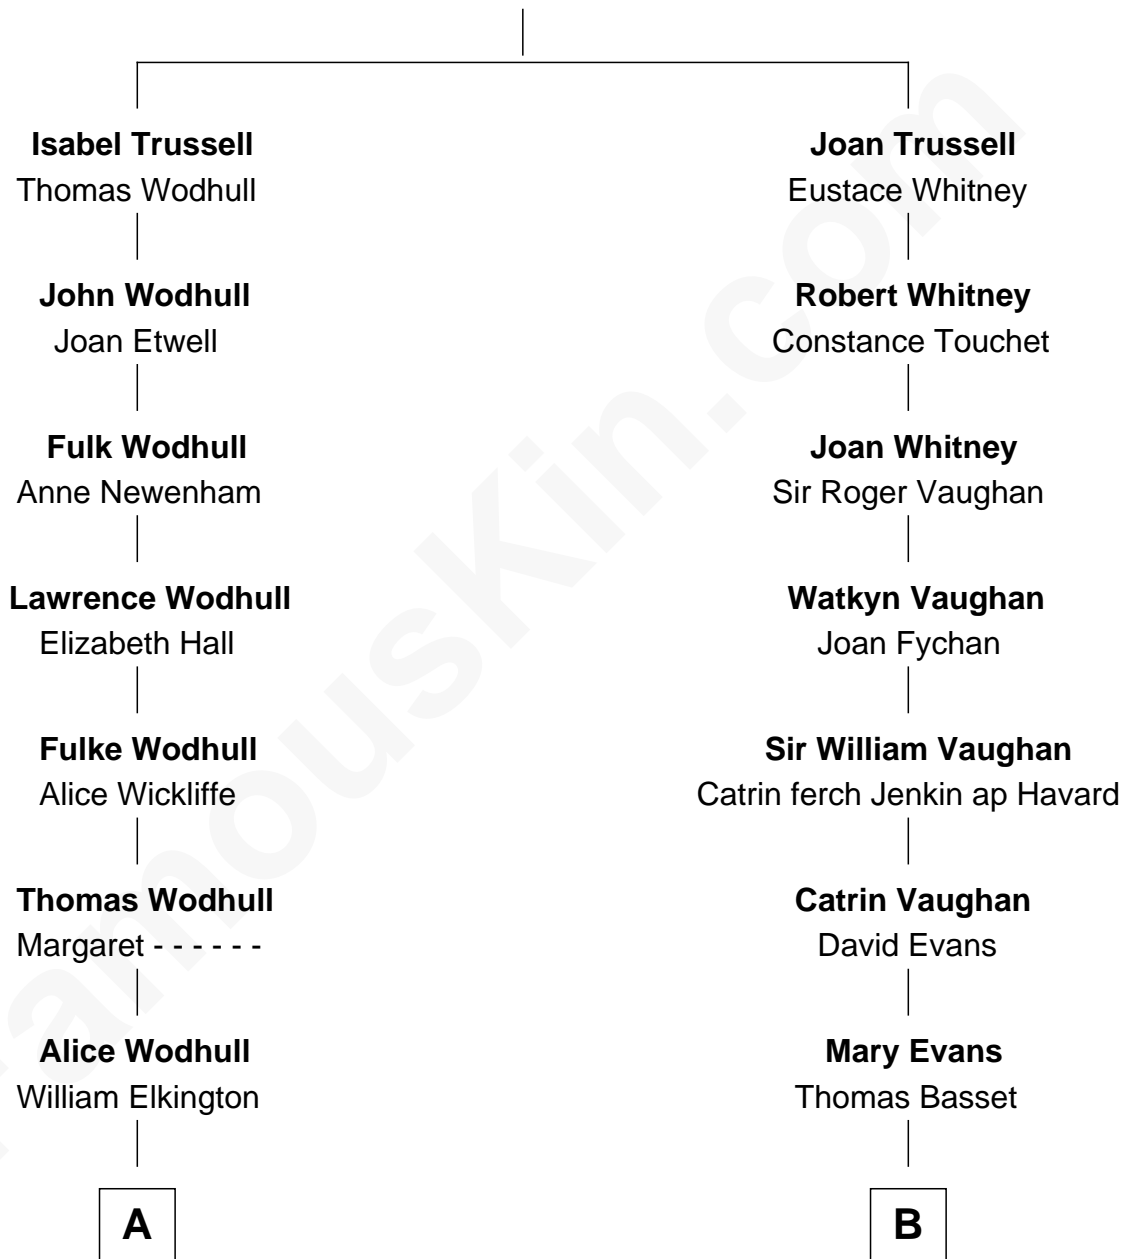 Isabel Trussell
Thomas Wodhull
John Wodhull
Joan Etwell
Fulk Wodhull
Anne Newenham
Lawrence Wodhull
Elizabeth Hall
Fulke Wodhull
Alice Wickliffe
Thomas Wodhull
Margaret - - - - - -
Alice Wodhull
William Elkington
A
Joan Trussell
Eustace Whitney
Robert Whitney
Constance Touchet
Joan Whitney
Sir Roger Vaughan
Watkyn Vaughan
Joan Fychan
Sir William Vaughan
Catrin ferch Jenkin ap Havard
Catrin Vaughan
David Evans
Mary Evans
Thomas Basset
B
FamousKin.com